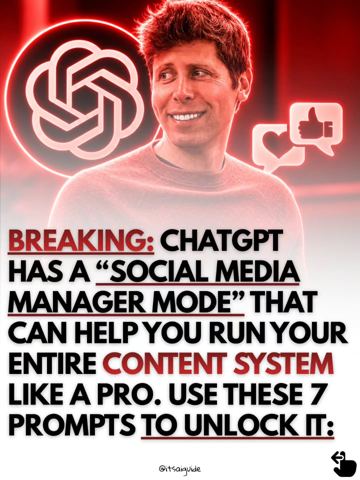 BREAKING: CHATGPT
HAS A “SOCIAL MEDIA
MANAGER MODE” THAT
CAN HELP YOU RUN YOUR
ENTIRE CONTENT SYSTEM
LIKE A PRO. USE THESE 7
PROMPTS TO UNLOCK IT:
@itsaiguide